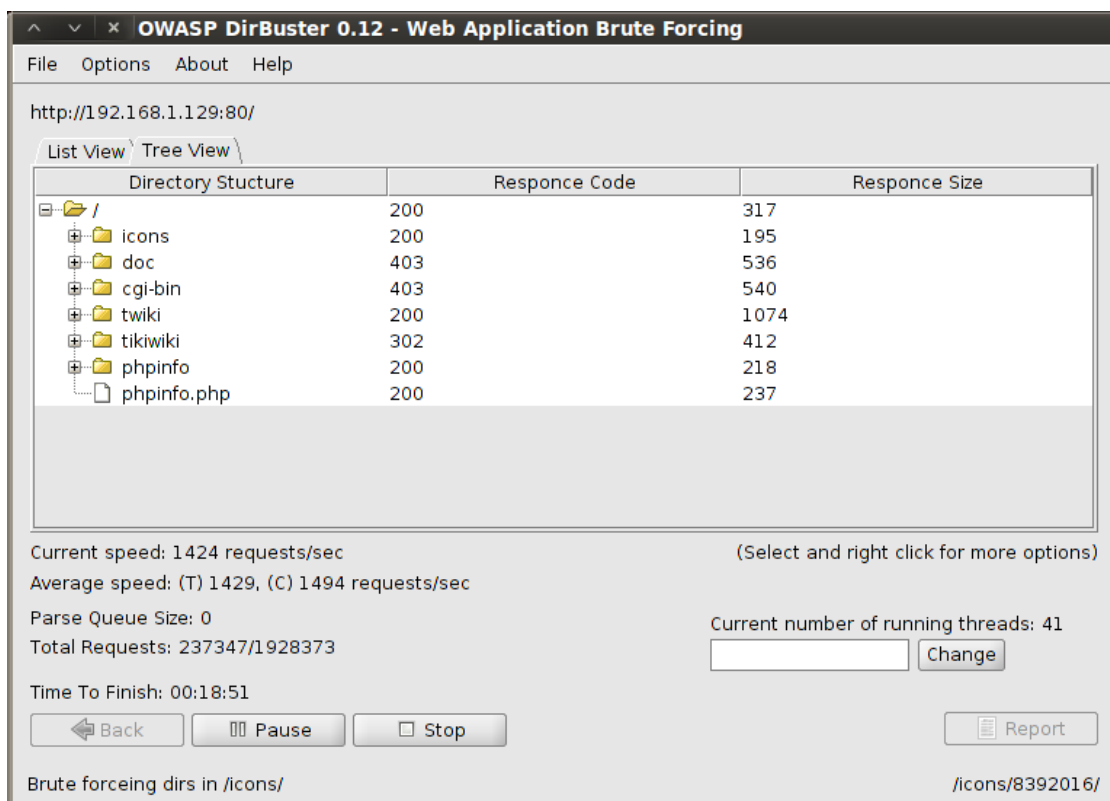 OWASP DirBuster 0.12 - Web Application Brute Forcing
File Options About Help
http://192.168.1.129:80/
List View Tree View
Directory Stucture Responce Code Responce Size
/ 200 317
icons 200 195
doc 403 536
cgi-bin 403 540
twiki 200 1074
tikiwiki 302 412
phpinfo 200 218
phpinfo.php 200 237
Current speed: 1424 requests/sec (Select and right click for more options)
Average speed: (T) 1429, (C) 1494 requests/sec
Parse Queue Size: 0 Current number of running threads: 41
Total Requests: 237347/1928373 Change
Time To Finish: 00:18:51
Back Pause Stop Report
Brute forceing dirs in /icons/ /icons/8392016/